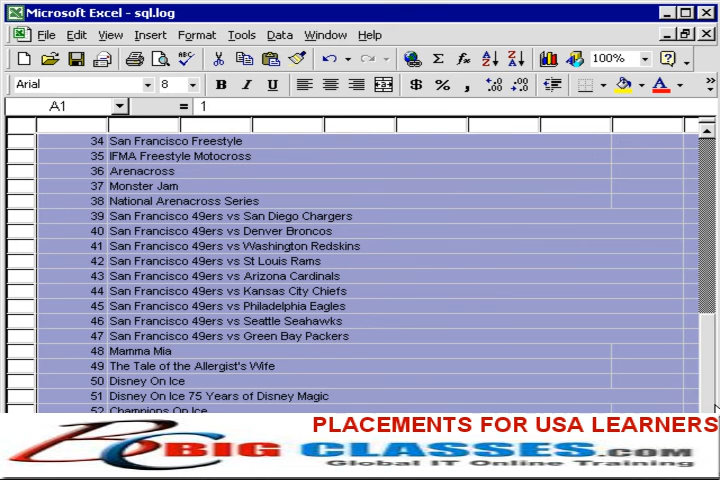 Microsoft Excel - sql.log
File Edit View Insert Format Tools Data Window Help
100%
Arial 8 B I U $ % ,
A1 = 1
34 San Francisco Freestyle
35 IFMA Freestyle Motocross
36 Arenacross
37 Monster Jam
38 National Arenacross Series
39 San Francisco 49ers vs San Diego Chargers
40 San Francisco 49ers vs Denver Broncos
41 San Francisco 49ers vs Washington Redskins
42 San Francisco 49ers vs St Louis Rams
43 San Francisco 49ers vs Arizona Cardinals
44 San Francisco 49ers vs Kansas City Chiefs
45 San Francisco 49ers vs Philadelphia Eagles
46 San Francisco 49ers vs Seattle Seahawks
47 San Francisco 49ers vs Green Bay Packers
48 Mamma Mia
49 The Tale of the Allergist's Wife
50 Disney On Ice
51 Disney On Ice 75 Years of Disney Magic
52 Champions On Ice
PLACEMENTS FOR USA LEARNERS
BC BIG CLASSES.COM
Global IT Online Training